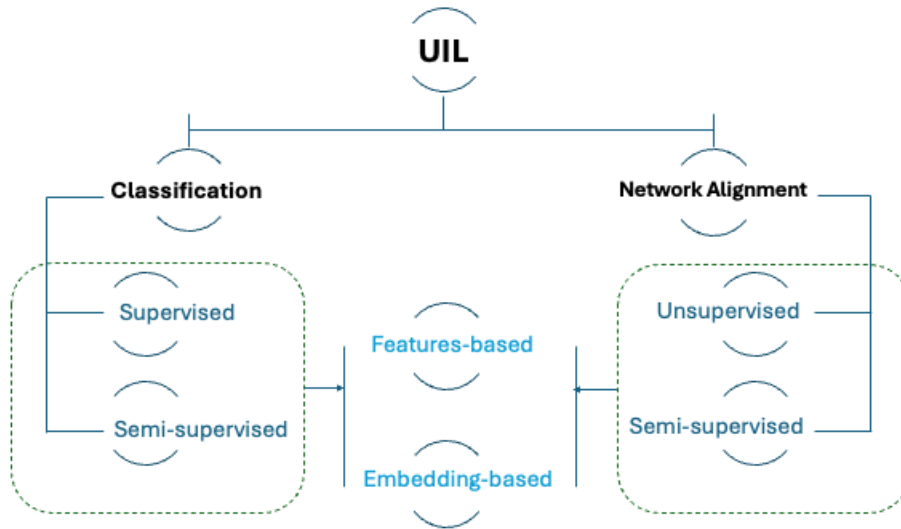 UIL
Classification
Network Alignment
Supervised
Unsupervised
Features-based
Semi-supervised
Semi-supervised
Embedding-based